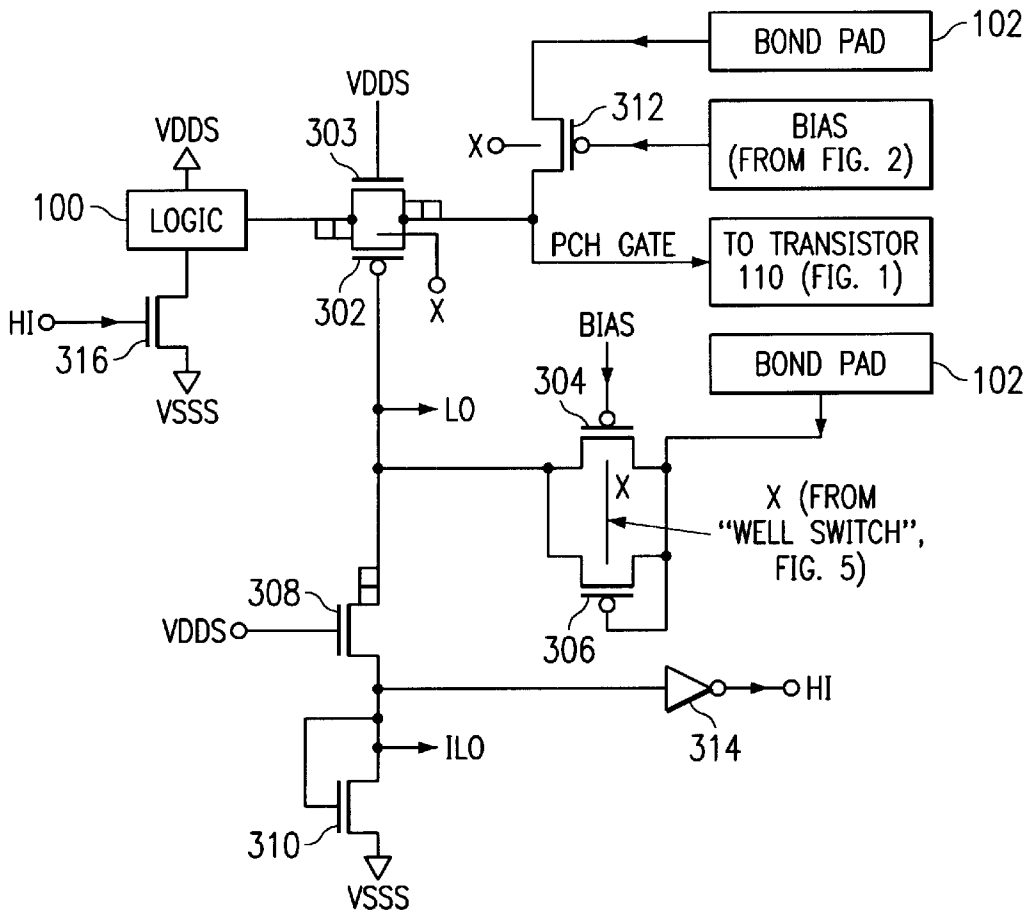 BOND PAD
102
VDDS
312
303
VDDS
X
BIAS
(FROM FIG. 2)
100
LOGIC
PCH GATE
TO TRANSISTOR
110 (FIG. 1)
302
X
HI
316
BIAS
VSSS
304
BOND PAD
102
LO
X
X (FROM
“WELL SWITCH”,
FIG. 5)
308
VDDS
306
HI
314
ILO
310
VSSS